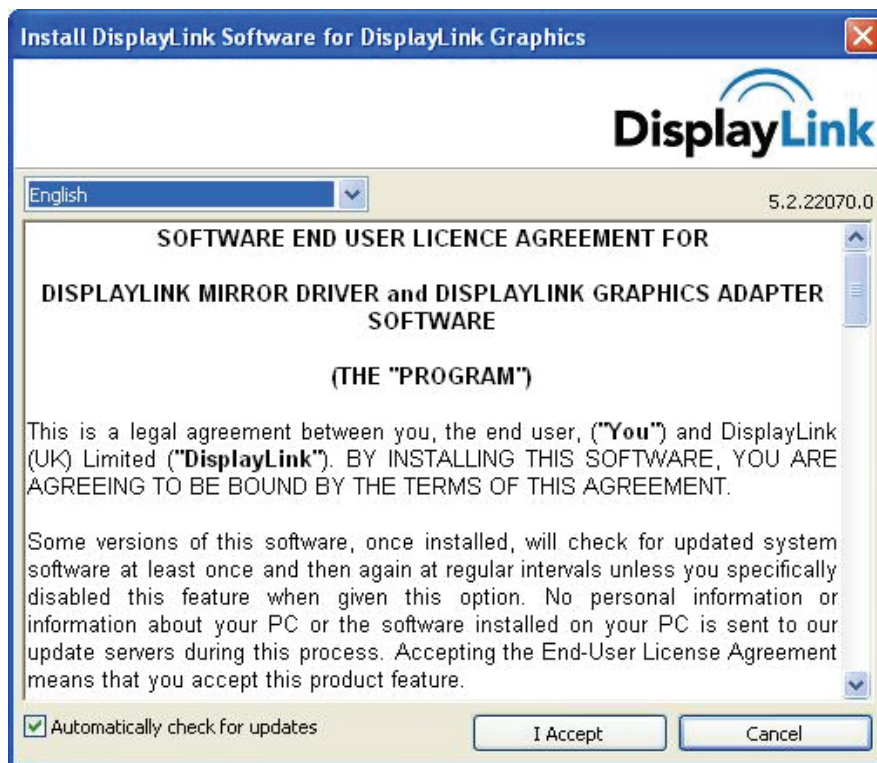 Install DisplayLink Software for DisplayLink Graphics
DisplayLink
English
5.2.22070.0
SOFTWARE END USER LICENCE AGREEMENT FOR
DISPLAYLINK MIRROR DRIVER and DISPLAYLINK GRAPHICS ADAPTER
SOFTWARE
(THE "PROGRAM")
This is a legal agreement between you, the end user, ("You") and DisplayLink
(UK) Limited ("DisplayLink"). BY INSTALLING THIS SOFTWARE, YOU ARE
AGREEING TO BE BOUND BY THE TERMS OF THIS AGREEMENT.
Some versions of this software, once installed, will check for updated system
software at least once and then again at regular intervals unless you specifically
disabled this feature when given this option. No personal information or
information about your PC or the software installed on your PC is sent to our
update servers during this process. Accepting the End-User License Agreement
means that you accept this product feature.
Automatically check for updates
I Accept
Cancel